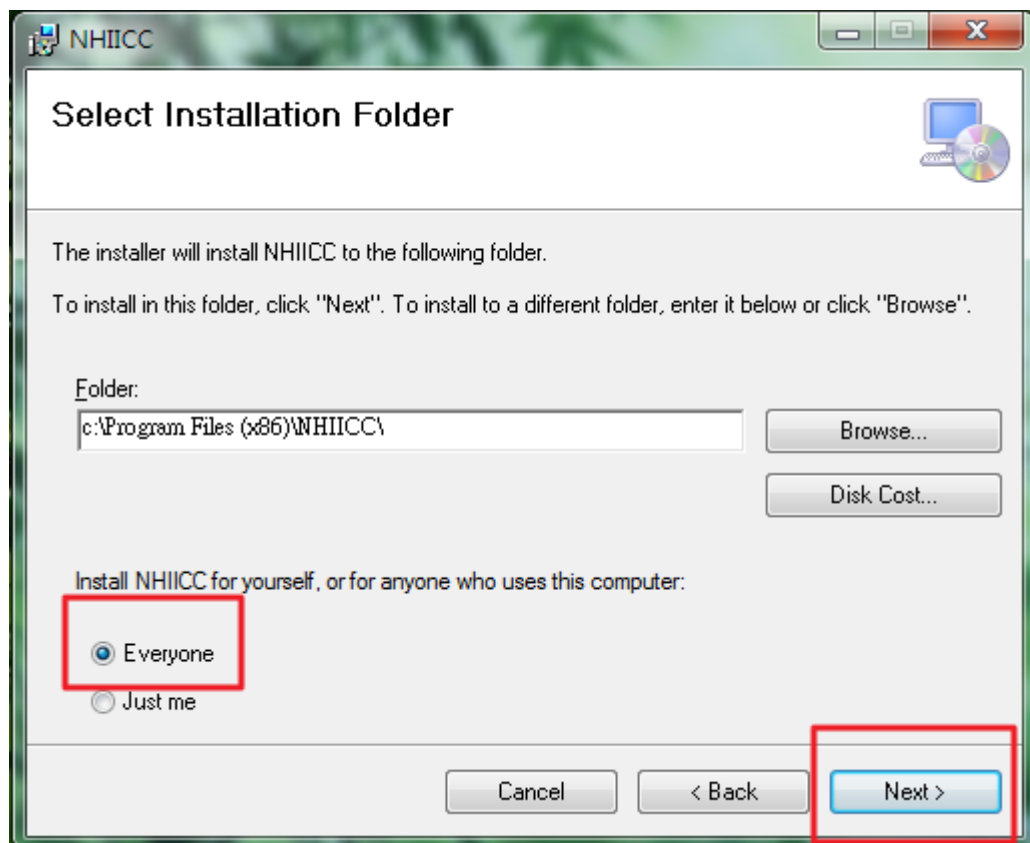 NHIICC
Select Installation Folder
The installer will install NHIICC to the following folder.
To install in this folder, click "Next". To install to a different folder, enter it below or click "Browse".
Folder:
c:\Program Files (x86)\NHIICC\
Browse...
Disk Cost...
Install NHIICC for yourself, or for anyone who uses this computer:
Everyone
Just me
Cancel
< Back
Next >